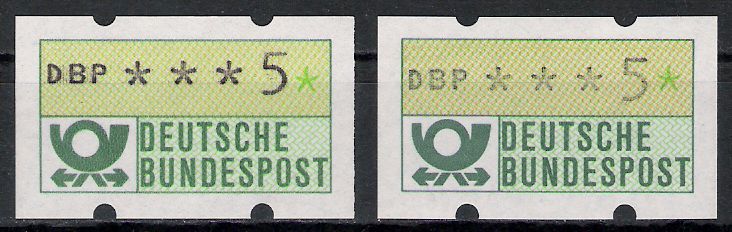 DBP * * * 5*
DEUTSCHE
BUNDESPOST
DBP * * * 5*
DEUTSCHE
BUNDESPOST